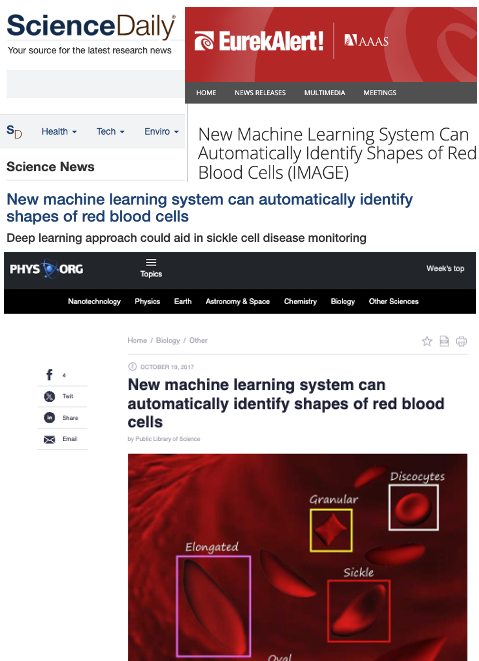 ScienceDaily®
Your source for the latest research news
SD
Health
Tech
Enviro
Science News
New machine learning system can automatically identify
shapes of red blood cells
Deep learning approach could aid in sickle cell disease monitoring
EurekAlert!
AAAS
HOME NEWS RELEASES MULTIMEDIA MEETINGS
New Machine Learning System Can
Automatically Identify Shapes of Red
Blood Cells (IMAGE)
PHYS ORG
Topics
Week's top
Nanotechnology Physics Earth Astronomy & Space Chemistry Biology Other Sciences
Home / Biology / Other
4
Twit
Share
Email
OCTOBER 19, 2017
New machine learning system can
automatically identify shapes of red blood
cells
by Public Library of Science
Discocytes
Granular
Elongated
Sickle
Oval